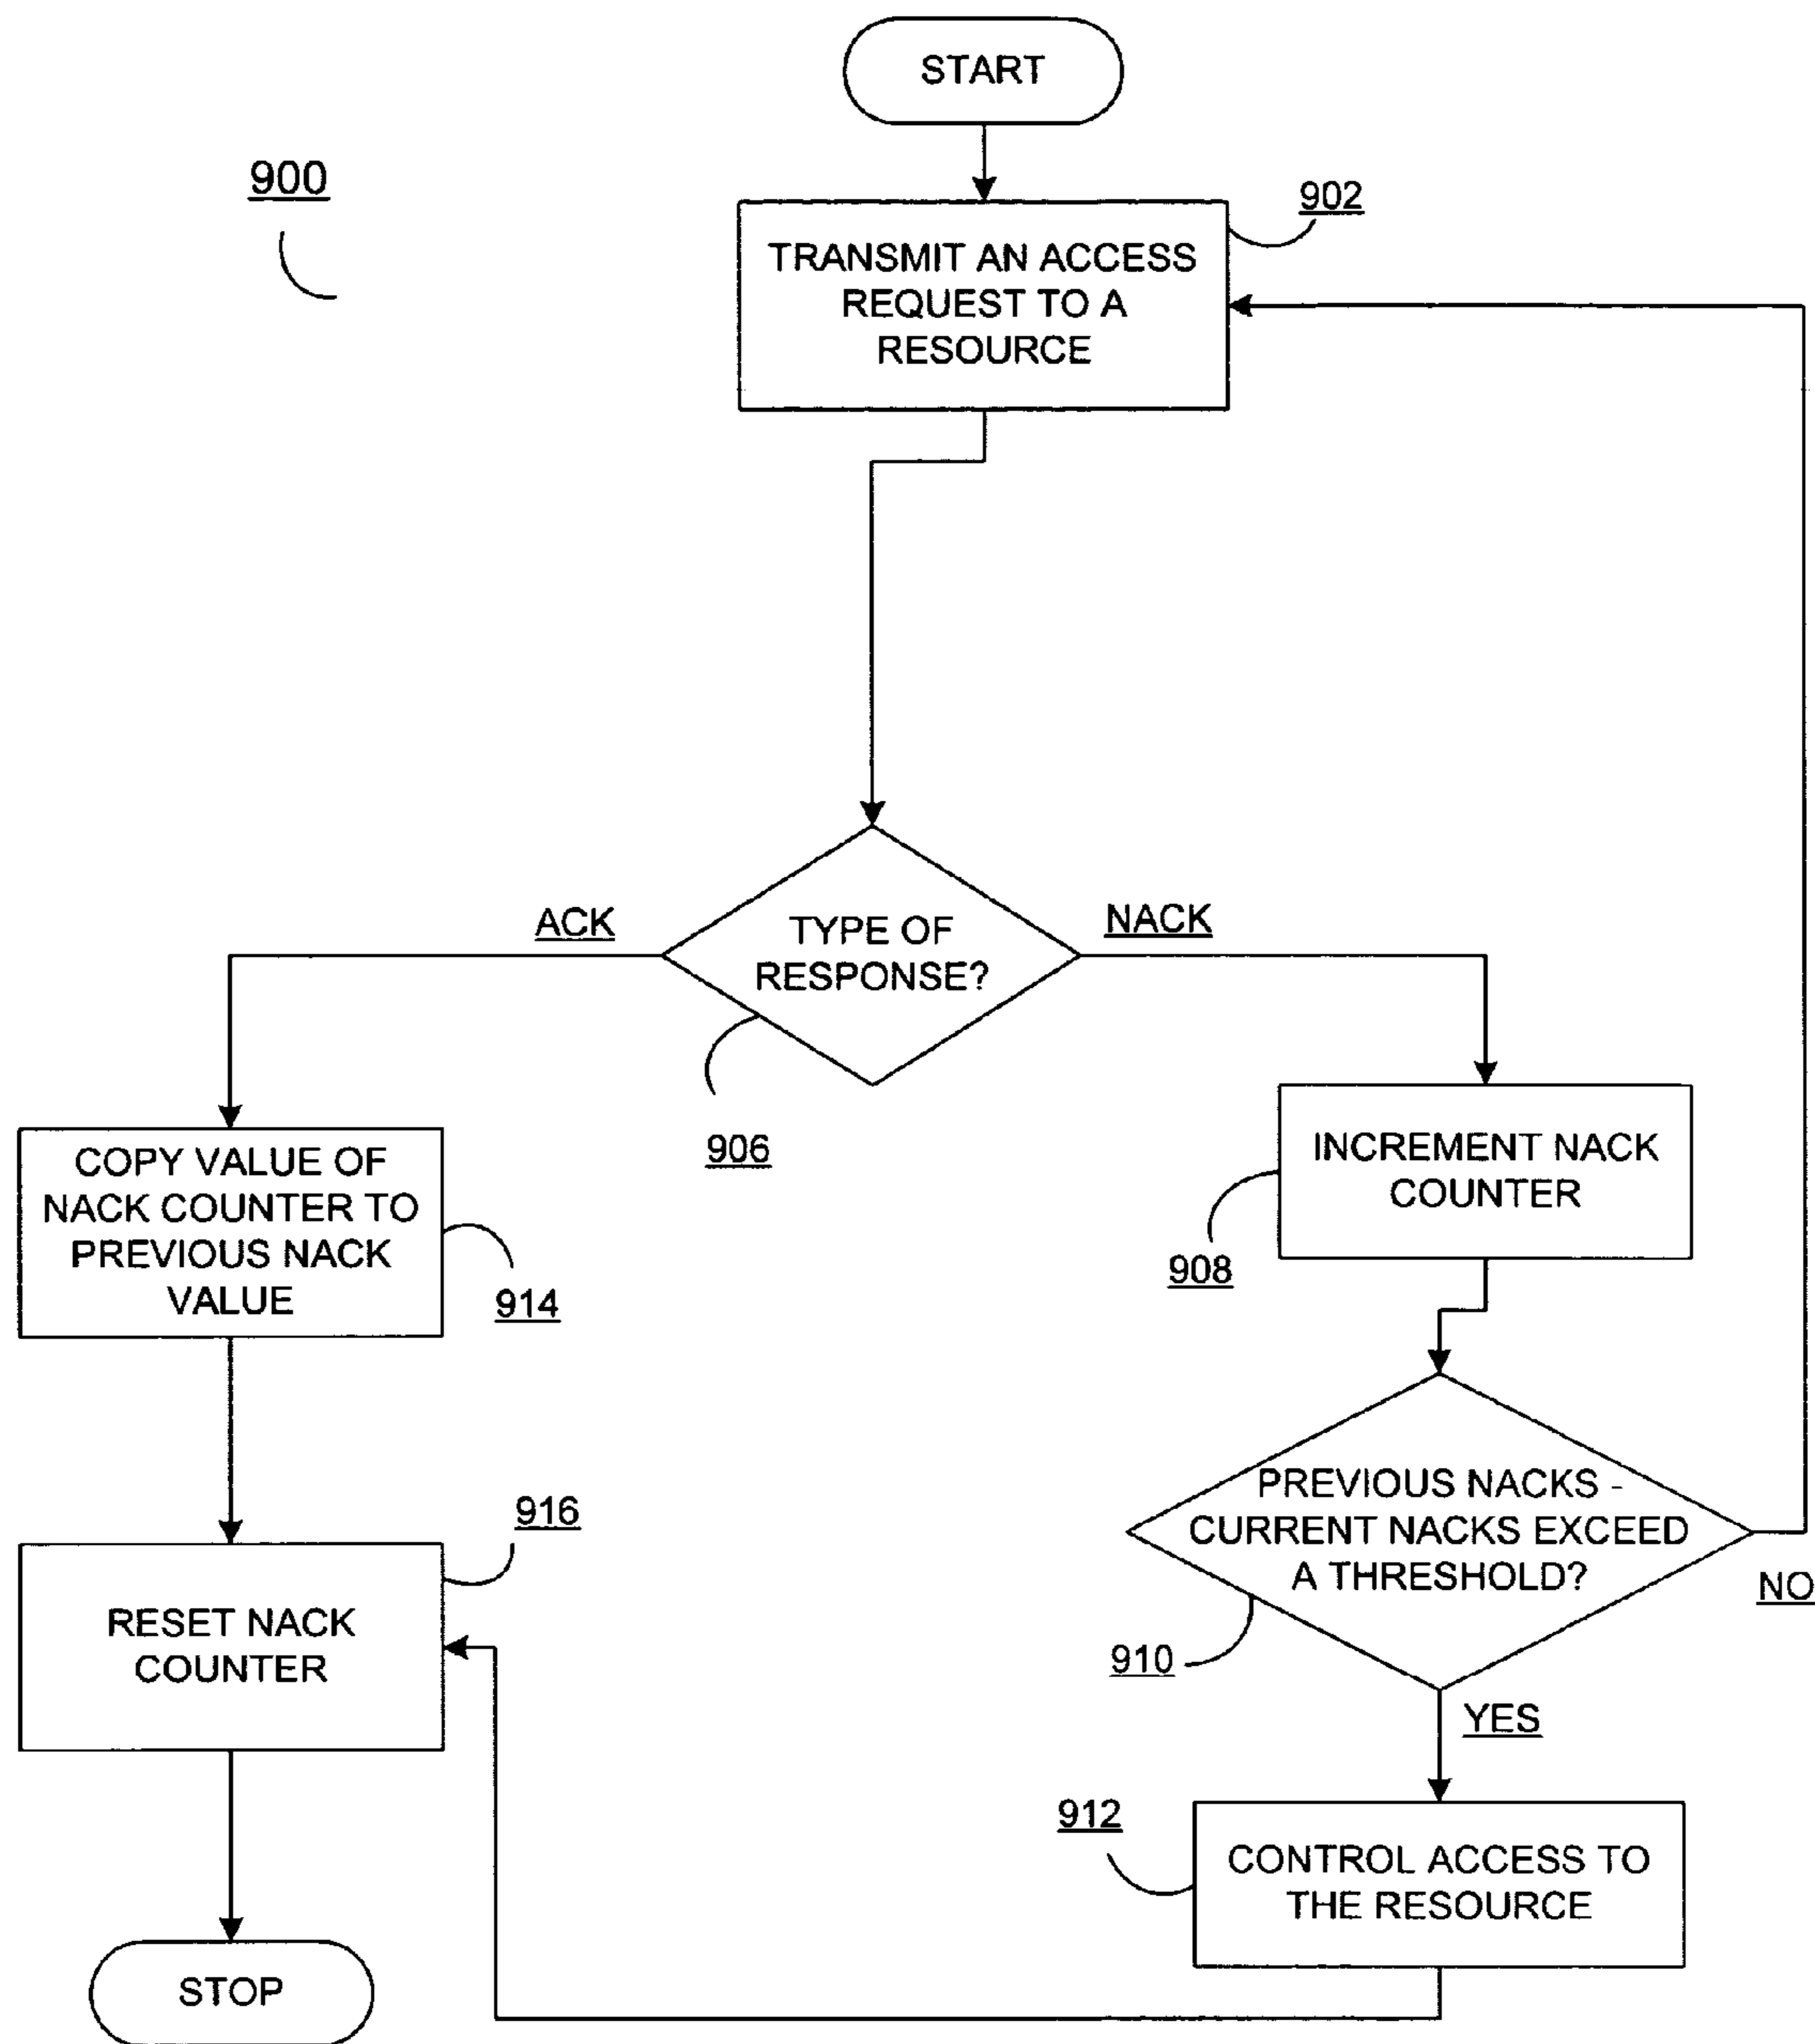 START
900
902
TRANSMIT AN ACCESS
REQUEST TO A
RESOURCE
ACK
TYPE OF
RESPONSE?
NACK
906
COPY VALUE OF
NACK COUNTER TO
PREVIOUS NACK
VALUE
914
INCREMENT NACK
COUNTER
908
PREVIOUS NACKS -
CURRENT NACKS EXCEED
A THRESHOLD?
NO
910
YES
916
RESET NACK
COUNTER
912
CONTROL ACCESS TO
THE RESOURCE
STOP